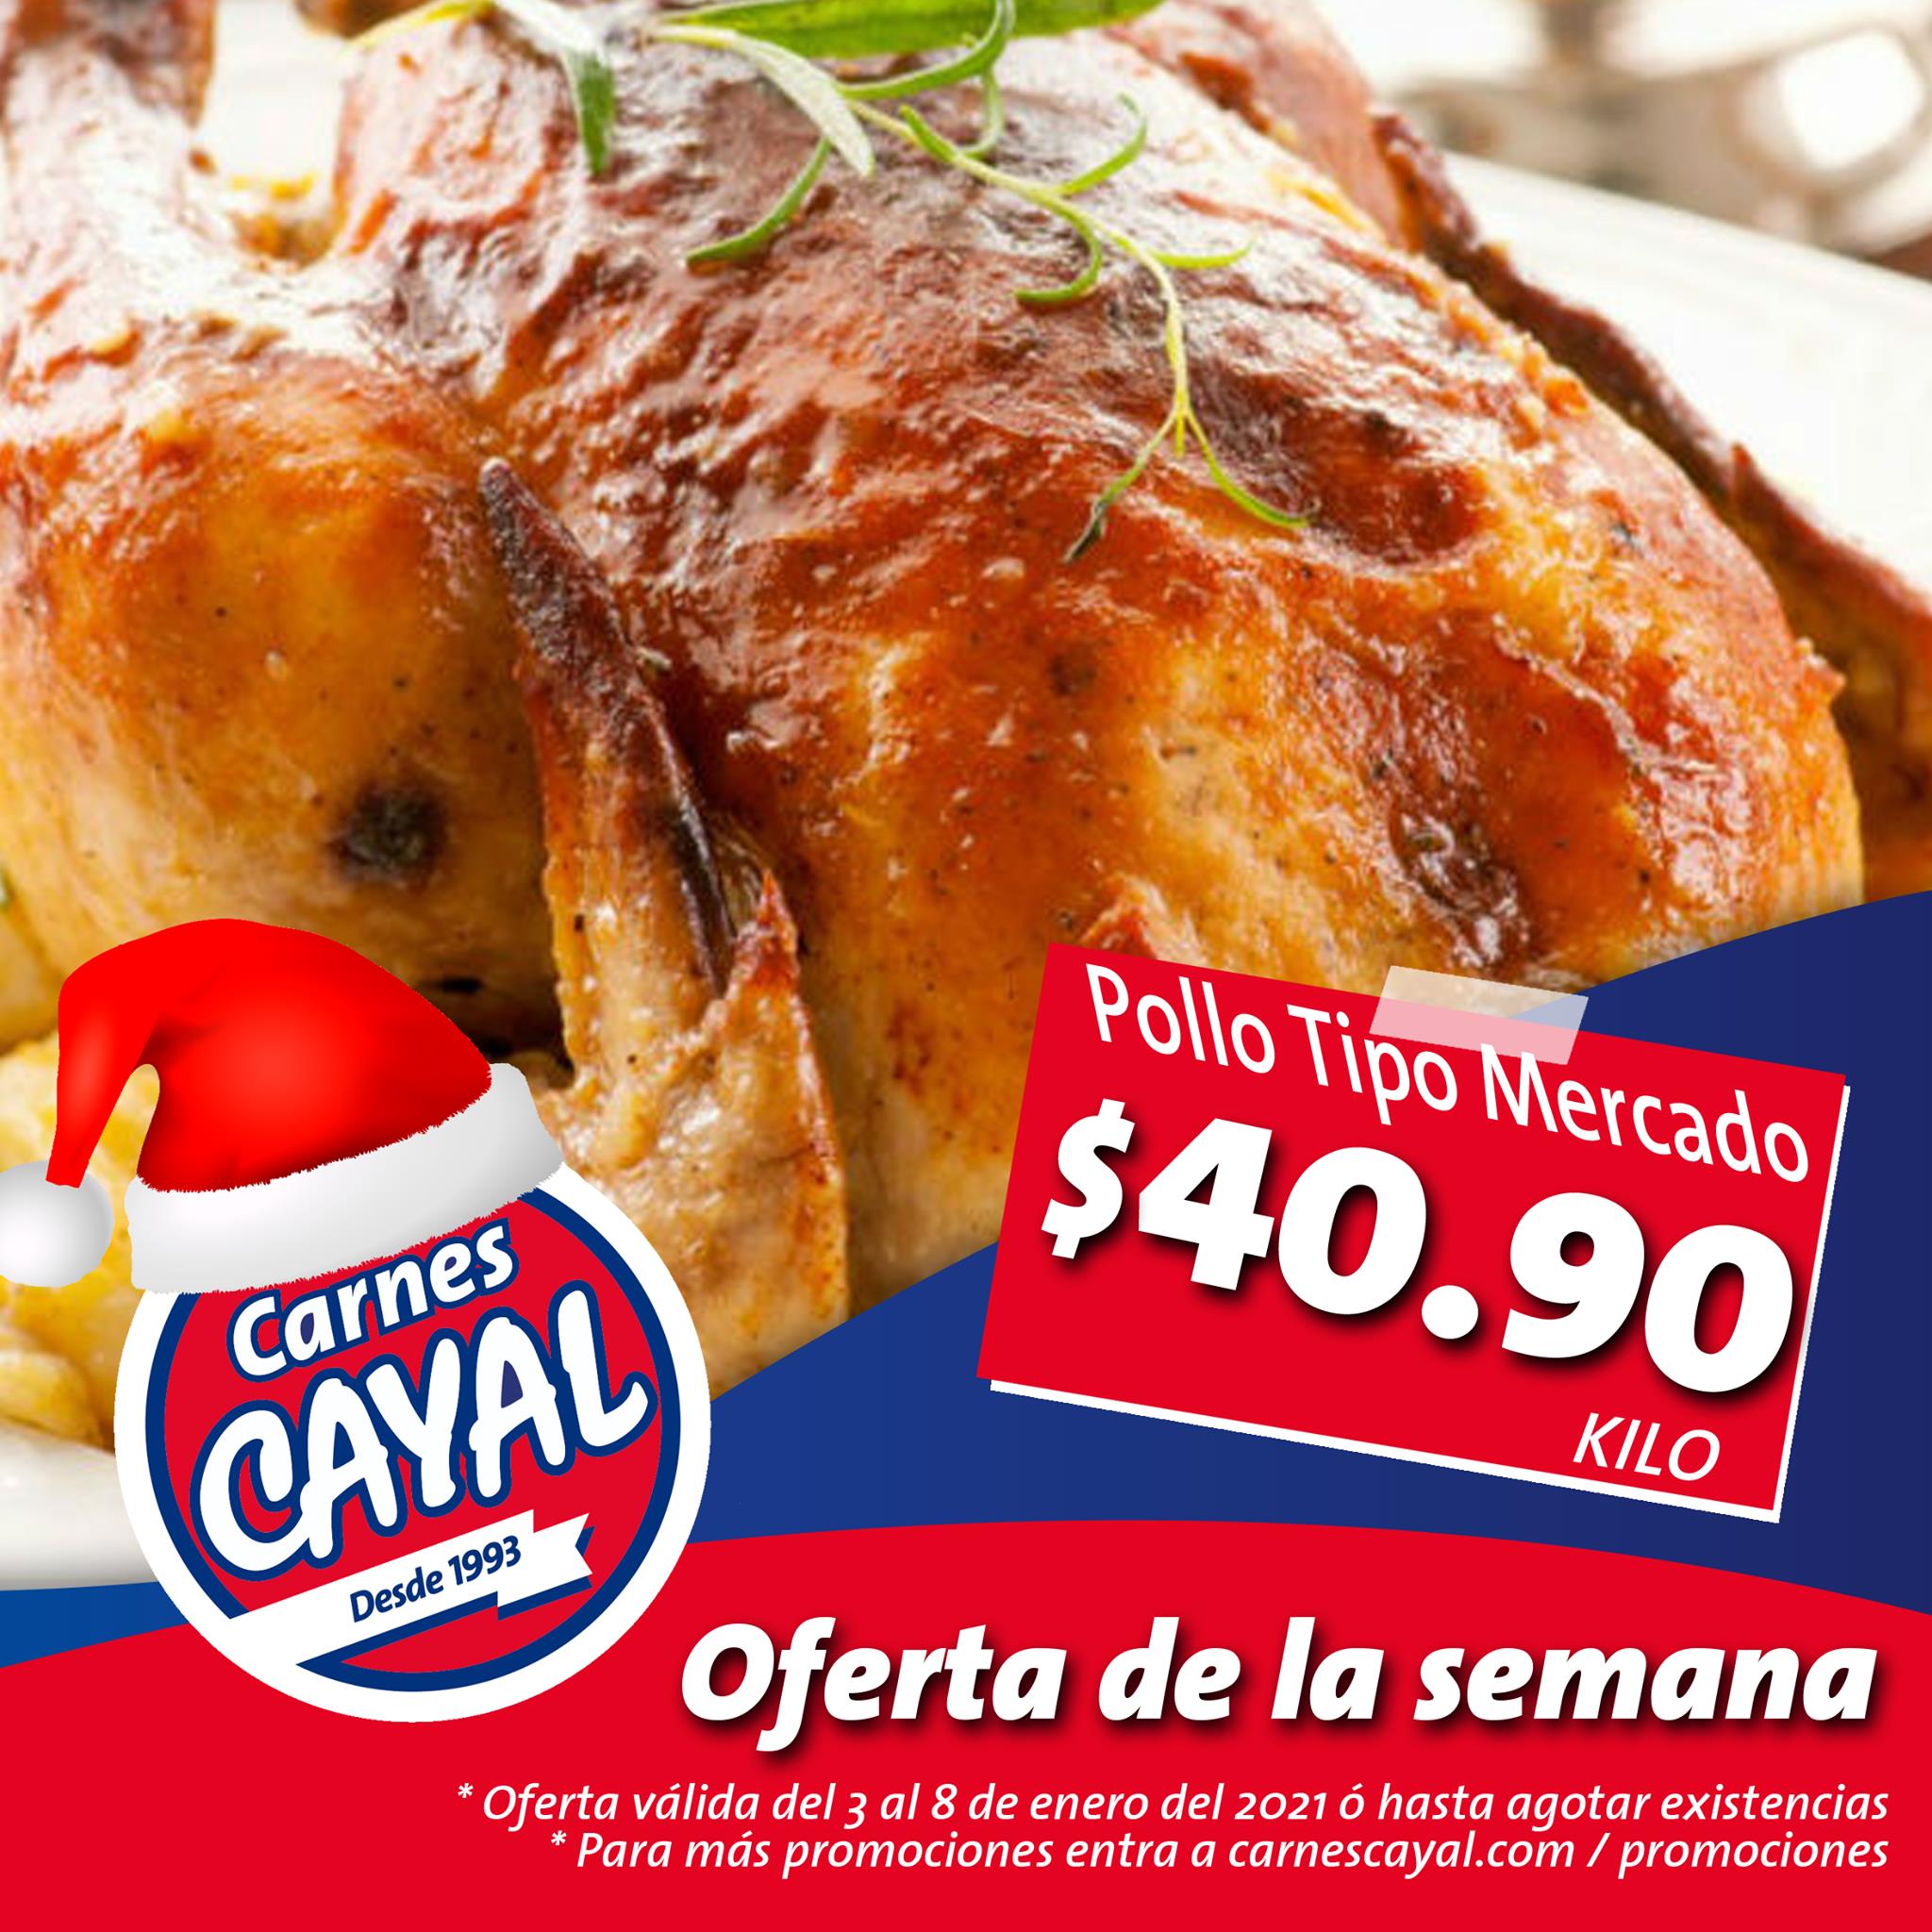 Pollo Tipo Mercado
$40.90
KILO
Carnes
CAYAL
Desde 1993
Oferta de la semana
* Oferta válida del 3 al 8 de enero del 2021 ó hasta agotar existencias
* Para más promociones entra a carnescayal.com / promociones